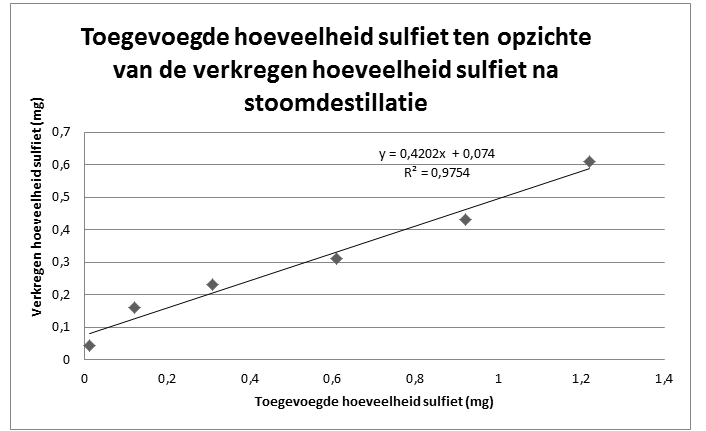 Toegevoegde hoeveelheid sulfiet ten opzichte
van de verkregen hoeveelheid sulfiet na
stoomdestillatie
Verkregen hoeveelheid sulfiet (mg)
0,7
0,6
0,5
0,4
0,3
0,2
0,1
0
y = 0,4202x + 0,074
R² = 0,9754
0 0,2 0,4 0,6 0,8 1 1,2 1,4
Toegevoegde hoeveelheid sulfiet (mg)